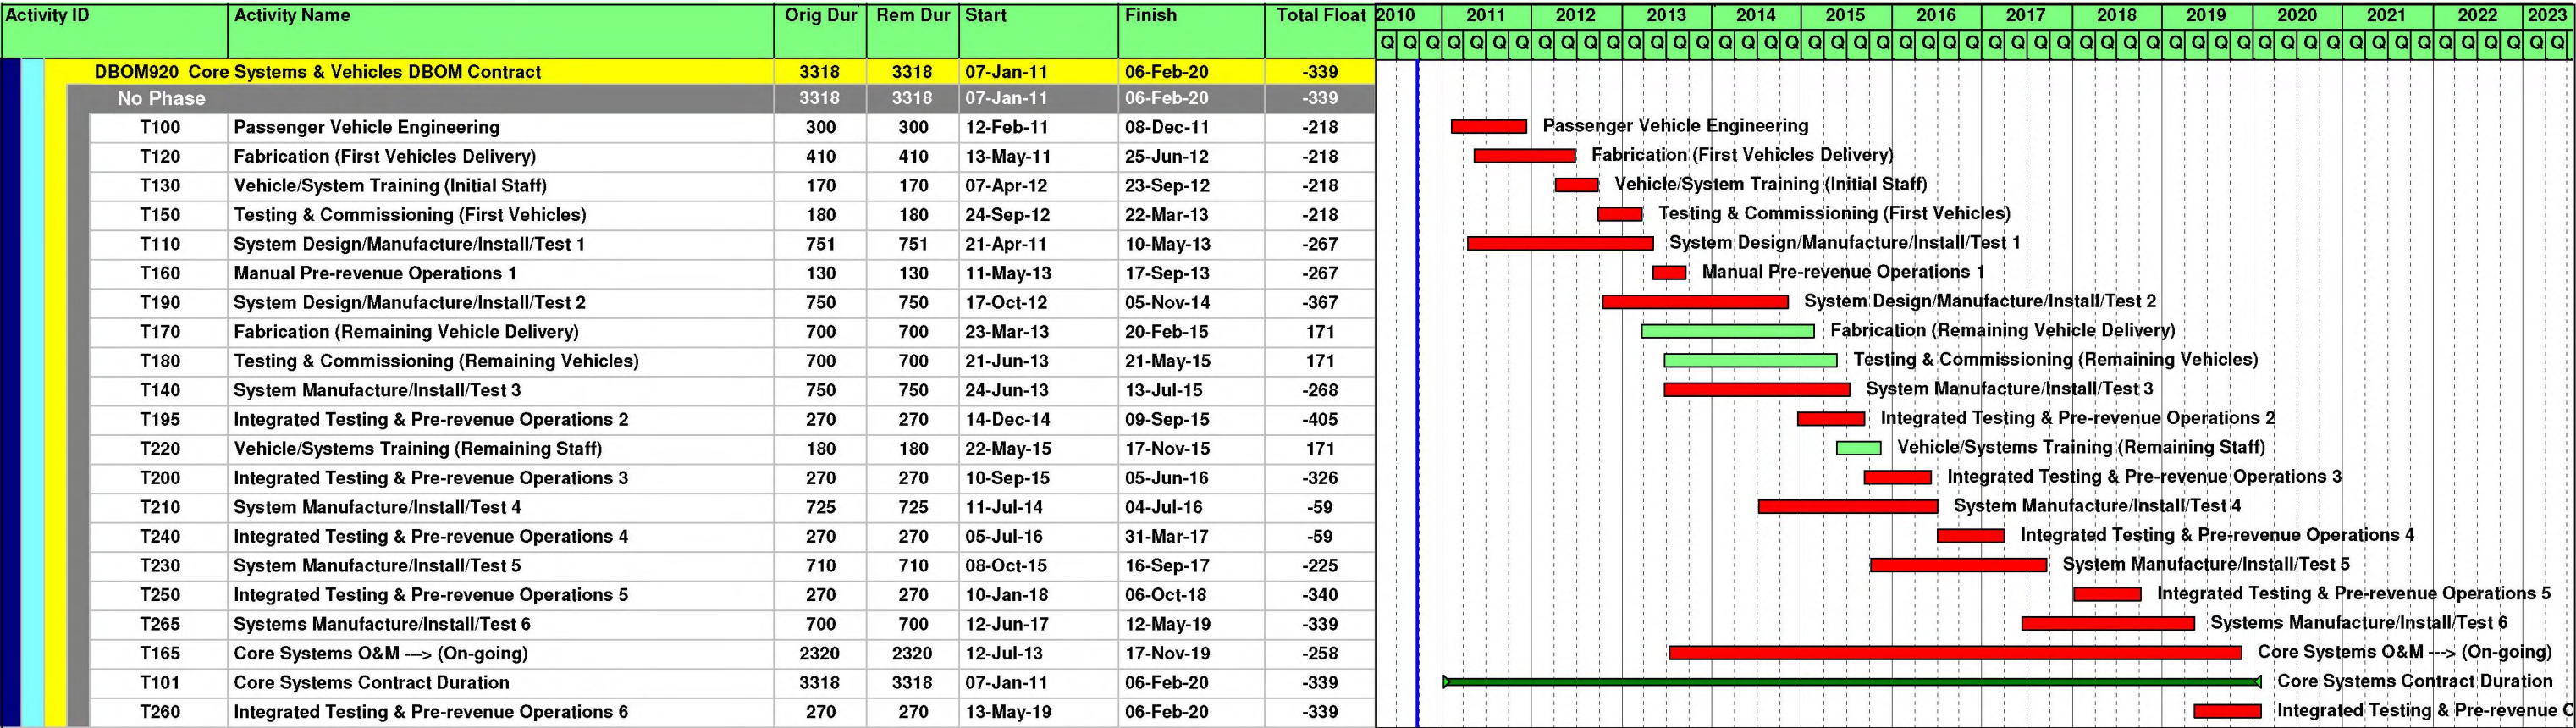 Activity ID Activity Name Orig Dur Rem Dur Start Finish Total Float 2010 2011 2012 2013 2014 2015 2016 2017 2018 2019 2020 2021 2022 2023
Q Q Q Q Q Q Q Q Q Q Q Q Q Q Q Q Q Q Q Q Q Q Q Q Q Q Q Q Q Q Q Q Q Q Q Q Q Q Q Q Q Q Q Q Q Q Q Q Q Q Q Q Q
DBOM920 Core Systems & Vehicles DBOM Contract 3318 3318 07-Jan-11 06-Feb-20 -339
No Phase 3318 3318 07-Jan-11 06-Feb-20 -339
T100 Passenger Vehicle Engineering 300 300 12-Feb-11 08-Dec-11 -218 Passenger Vehicle Engineering
T120 Fabrication (First Vehicles Delivery) 410 410 13-May-11 25-Jun-12 -218 Fabrication (First Vehicles Delivery)
T130 Vehicle/System Training (Initial Staff) 170 170 07-Apr-12 23-Sep-12 -218 Vehicle/System Training (Initial Staff)
T150 Testing & Commissioning (First Vehicles) 180 180 24-Sep-12 22-Mar-13 -218 Testing & Commissioning (First Vehicles)
T110 System Design/Manufacture/Install/Test 1 751 751 21-Apr-11 10-May-13 -267 System Design/Manufacture/Install/Test 1
T160 Manual Pre-revenue Operations 1 130 130 11-May-13 17-Sep-13 -267 Manual Pre-revenue Operations 1
T190 System Design/Manufacture/Install/Test 2 750 750 17-Oct-12 05-Nov-14 -367 System Design/Manufacture/Install/Test 2
T170 Fabrication (Remaining Vehicle Delivery) 700 700 23-Mar-13 20-Feb-15 171 Fabrication (Remaining Vehicle Delivery)
T180 Testing & Commissioning (Remaining Vehicles) 700 700 21-Jun-13 21-May-15 171 Testing & Commissioning (Remaining Vehicles)
T140 System Manufacture/Install/Test 3 750 750 24-Jun-13 13-Jul-15 -268 System Manufacture/Install/Test 3
T195 Integrated Testing & Pre-revenue Operations 2 270 270 14-Dec-14 09-Sep-15 -405 Integrated Testing & Pre-revenue Operations 2
T220 Vehicle/Systems Training (Remaining Staff) 180 180 22-May-15 17-Nov-15 171 Vehicle/Systems Training (Remaining Staff)
T200 Integrated Testing & Pre-revenue Operations 3 270 270 10-Sep-15 05-Jun-16 -326 Integrated Testing & Pre-revenue Operations 3
T210 System Manufacture/Install/Test 4 725 725 11-Jul-14 04-Jul-16 -59 System Manufacture/Install/Test 4
T240 Integrated Testing & Pre-revenue Operations 4 270 270 05-Jul-16 31-Mar-17 -59 Integrated Testing & Pre-revenue Operations 4
T230 System Manufacture/Install/Test 5 710 710 08-Oct-15 16-Sep-17 -225 System Manufacture/Install/Test 5
T250 Integrated Testing & Pre-revenue Operations 5 270 270 10-Jan-18 06-Oct-18 -340 Integrated Testing & Pre-revenue Operations 5
T265 Systems Manufacture/Install/Test 6 700 700 12-Jun-17 12-May-19 -339 Systems Manufacture/Install/Test 6
T165 Core Systems O&M ---> (On-going) 2320 2320 12-Jul-13 17-Nov-19 -258 Core Systems O&M ---> (On-going)
T101 Core Systems Contract Duration 3318 3318 07-Jan-11 06-Feb-20 -339 Core Systems Contract Duration
T260 Integrated Testing & Pre-revenue Operations 6 270 270 13-May-19 06-Feb-20 -339 Integrated Testing & Pre-revenue